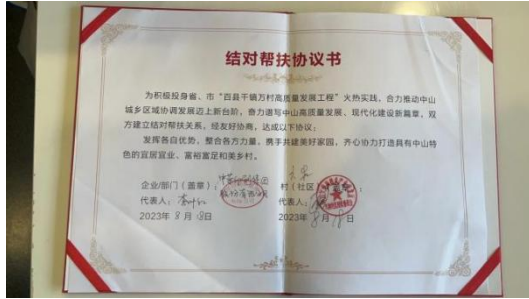 结对帮扶协议书
为积极投身省、市“百县千镇万村高质量发展工程”火热实践，合力推动中山
城乡区域协调发展迈上新台阶，奋力谱写中山高质量发展、现代化建设新篇章，双
方建立结对帮扶关系，经友好协商，达成以下协议：
发挥各自优势，整合各方力量，携手共建美好家园，齐心协力打造具有中山特
色的宜居宜业、富裕富足和美乡村。
企业/部门（盖章）：
村（社区）（盖章）：
代表人：
代表人：
2023年8月18日
2023年8月18日